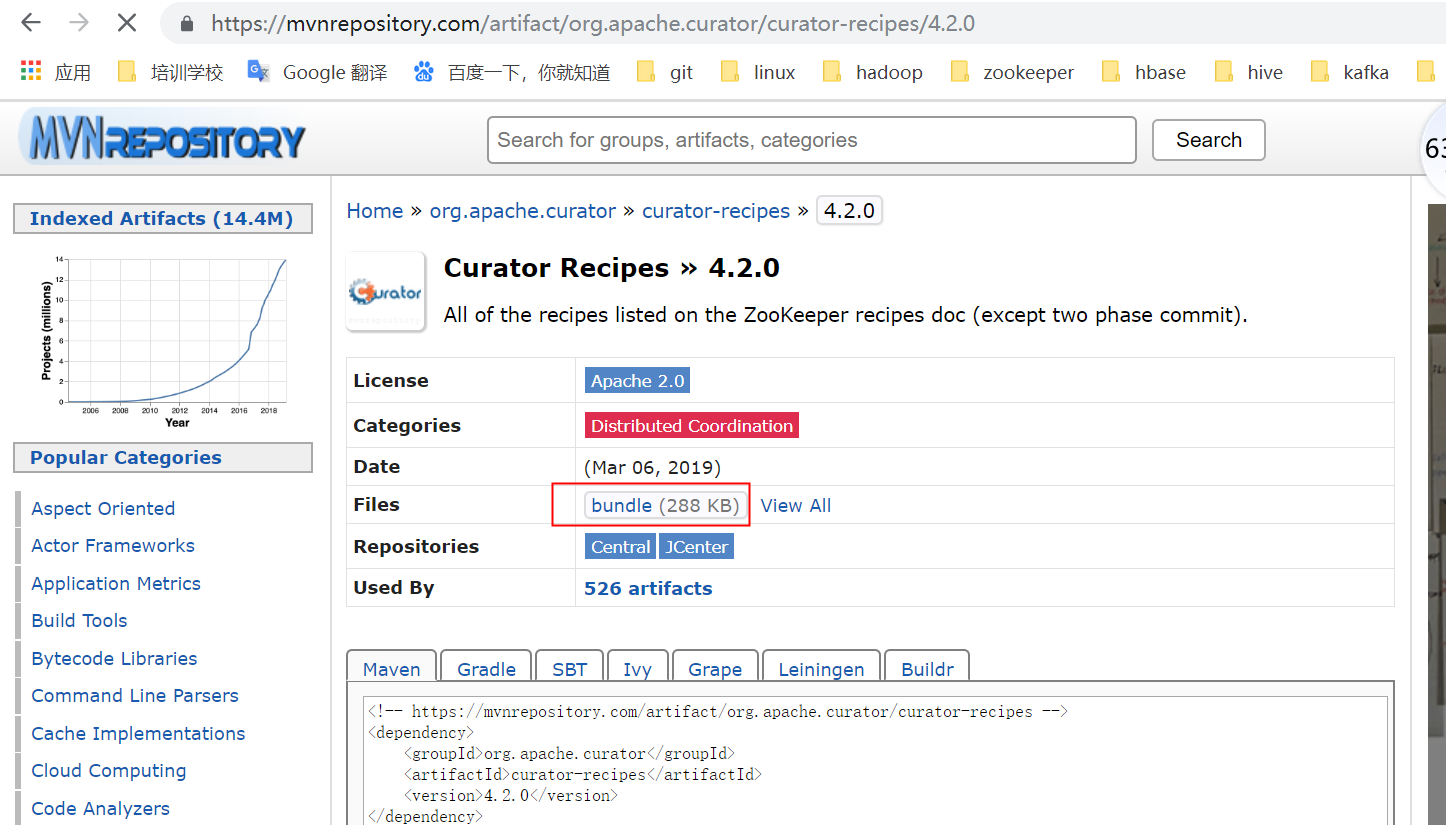 https://mvnrepository.com/artifact/org.apache.curator/curator-recipes/4.2.0
应用 培训学校 Google 翻译 百度一下，你就知道 git linux hadoop zookeeper hbase hive kafka
MVNREPOSITORY
Search for groups, artifacts, categories
Search
63
Indexed Artifacts (14.4M)
Projects (millions)
14
12
10
8
6
4
2
0
2006 2008 2010 2012 2014 2016 2018
Year
Popular Categories
Aspect Oriented
Actor Frameworks
Application Metrics
Build Tools
Bytecode Libraries
Command Line Parsers
Cache Implementations
Cloud Computing
Code Analyzers
Home » org.apache.curator » curator-recipes » 4.2.0
Curator
Curator Recipes » 4.2.0
All of the recipes listed on the ZooKeeper recipes doc (except two phase commit).
License Apache 2.0
Categories Distributed Coordination
Date (Mar 06, 2019)
Files bundle (288 KB) View All
Repositories Central JCenter
Used By 526 artifacts
Maven Gradle SBT Ivy Grape Leiningen Buildr
<!-- https://mvnrepository.com/artifact/org.apache.curator/curator-recipes -->
<dependency>
<groupId>org.apache.curator</groupId>
<artifactId>curator-recipes</artifactId>
<version>4.2.0</version>
</dependency>